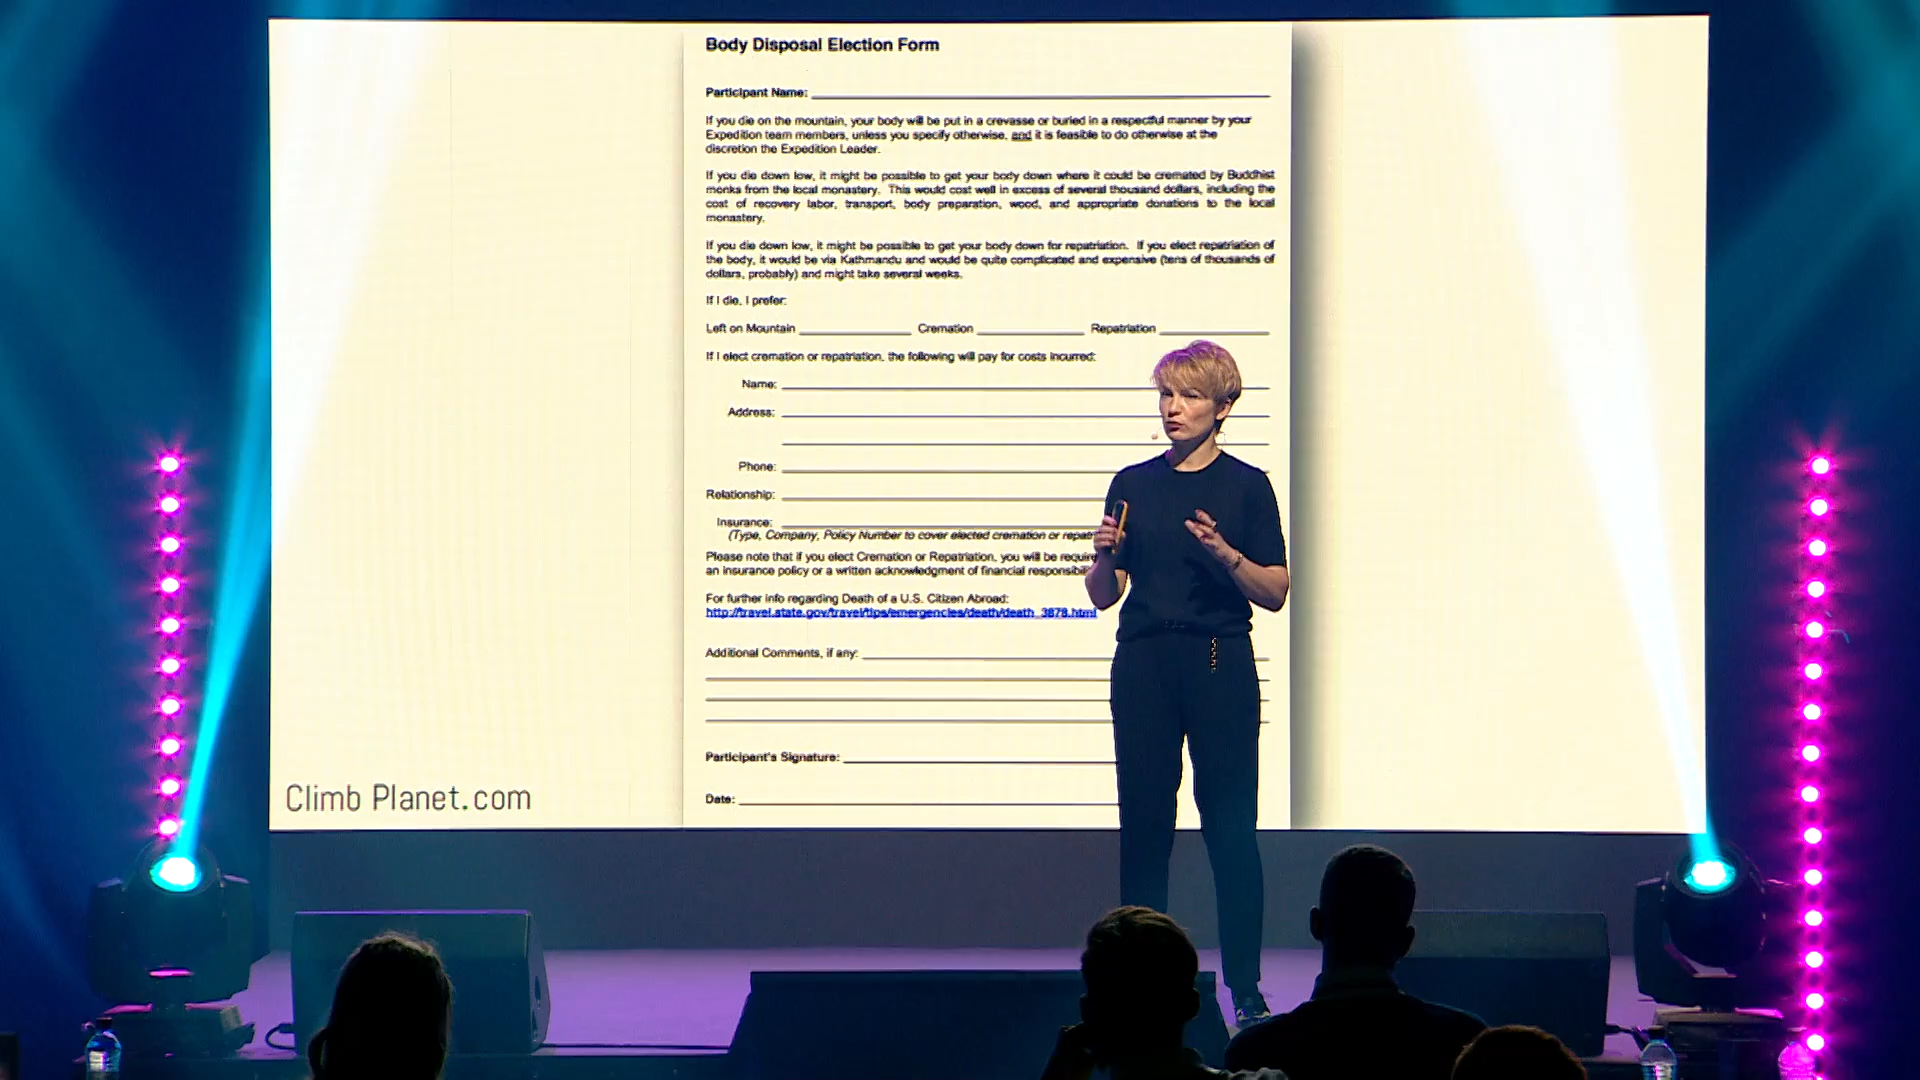 Body Disposal Election Form
Participant Name:
If you die on the mountain, your body will be put in a crevasse or buried in a respectful manner by your
Expedition team members, unless you specify otherwise, and it is feasible to do otherwise at the
discretion the Expedition Leader.
If you die down low, it might be possible to get your body down where it could be cremated by Buddhist
monks from the local monastery. This would cost well in excess of several thousand dollars, including the
cost of recovery labor, transport, body preparation, wood, and appropriate donations to the local
monastery.
If you die down low, it might be possible to get your body down for repatriation. If you elect repatriation of
the body, it would be via Kathmandu and would be quite complicated and expensive (tens of thousands of
dollars, probably) and might take several weeks.
If I die, I prefer:
Left on Mountain Cremation Repatriation
If I elect cremation or repatriation, the following will pay for costs incurred:
Name:
Address:
Phone:
Relationship:
Insurance:
(Type, Company, Policy Number to cover elected cremation or repatr
Please note that if you elect Cremation or Repatriation, you will be require
an insurance policy or a written acknowledgment of financial responsibil
For further info regarding Death of a U.S. Citizen Abroad:
http://travel.state.gov/travel/tips/emergencies/death/death_3878.html
Additional Comments, if any:
Participant's Signature:
Date:
Climb Planet.com